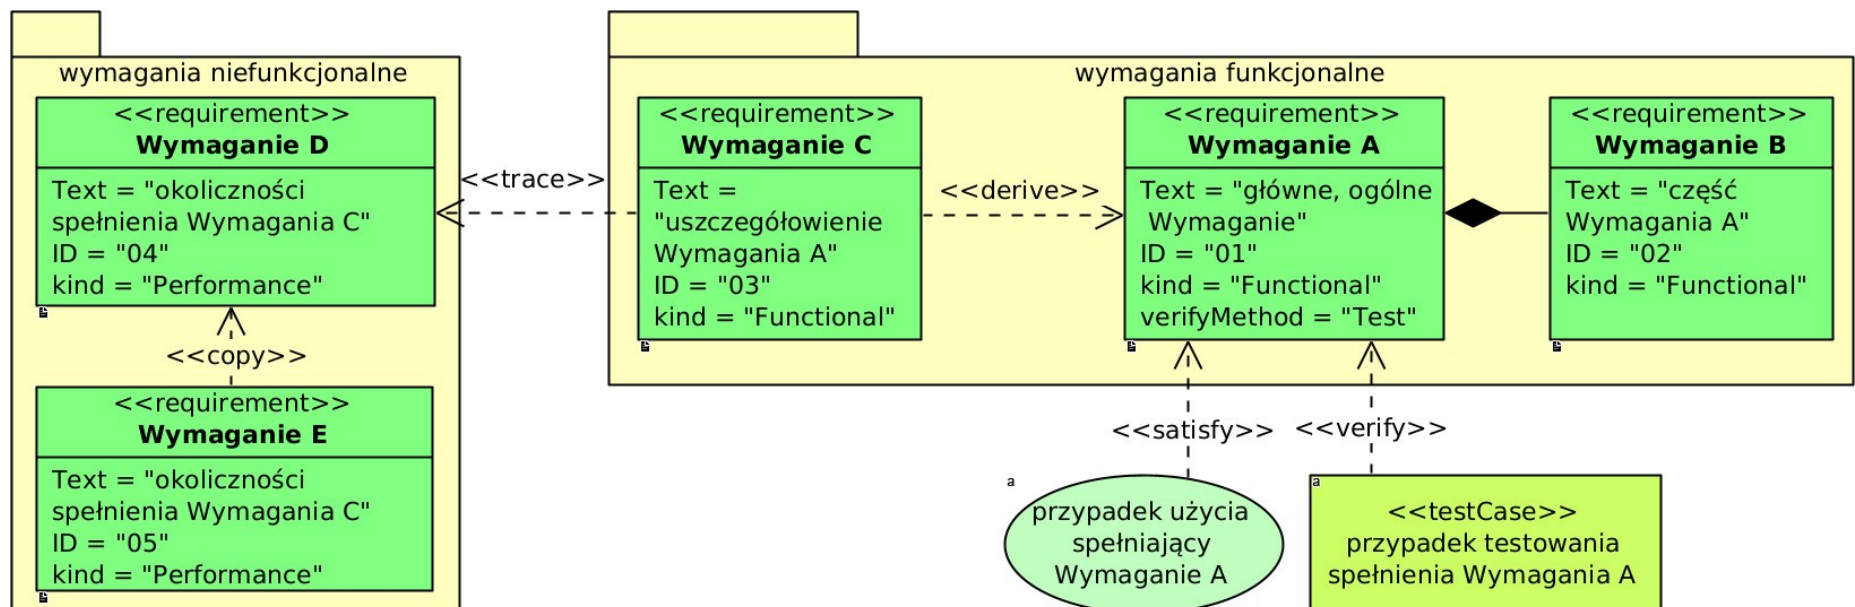 wymagania niefunkcjonalne
<<requirement>>
Wymaganie D
Text = "okoliczności
spełnienia Wymagania C"
ID = "04"
kind = "Performance"
<<copy>>
<<requirement>>
Wymaganie E
Text = "okoliczności
spełnienia Wymagania C"
ID = "05"
kind = "Performance"
<<trace>>
wymagania funkcjonalne
<<requirement>>
Wymaganie C
Text =
"uszczegółowienie
Wymagania A"
ID = "03"
kind = "Functional"
<<derive>>
<<requirement>>
Wymaganie A
Text = "główne, ogólne
Wymaganie"
ID = "01"
kind = "Functional"
verifyMethod = "Test"
<<requirement>>
Wymaganie B
Text = "część
Wymagania A"
ID = "02"
kind = "Functional"
<<satisfy>>
<<verify>>
a
przypadek użycia
spełniający
Wymaganie A
a
<<testCase>>
przypadek testowania
spełnienia Wymagania A